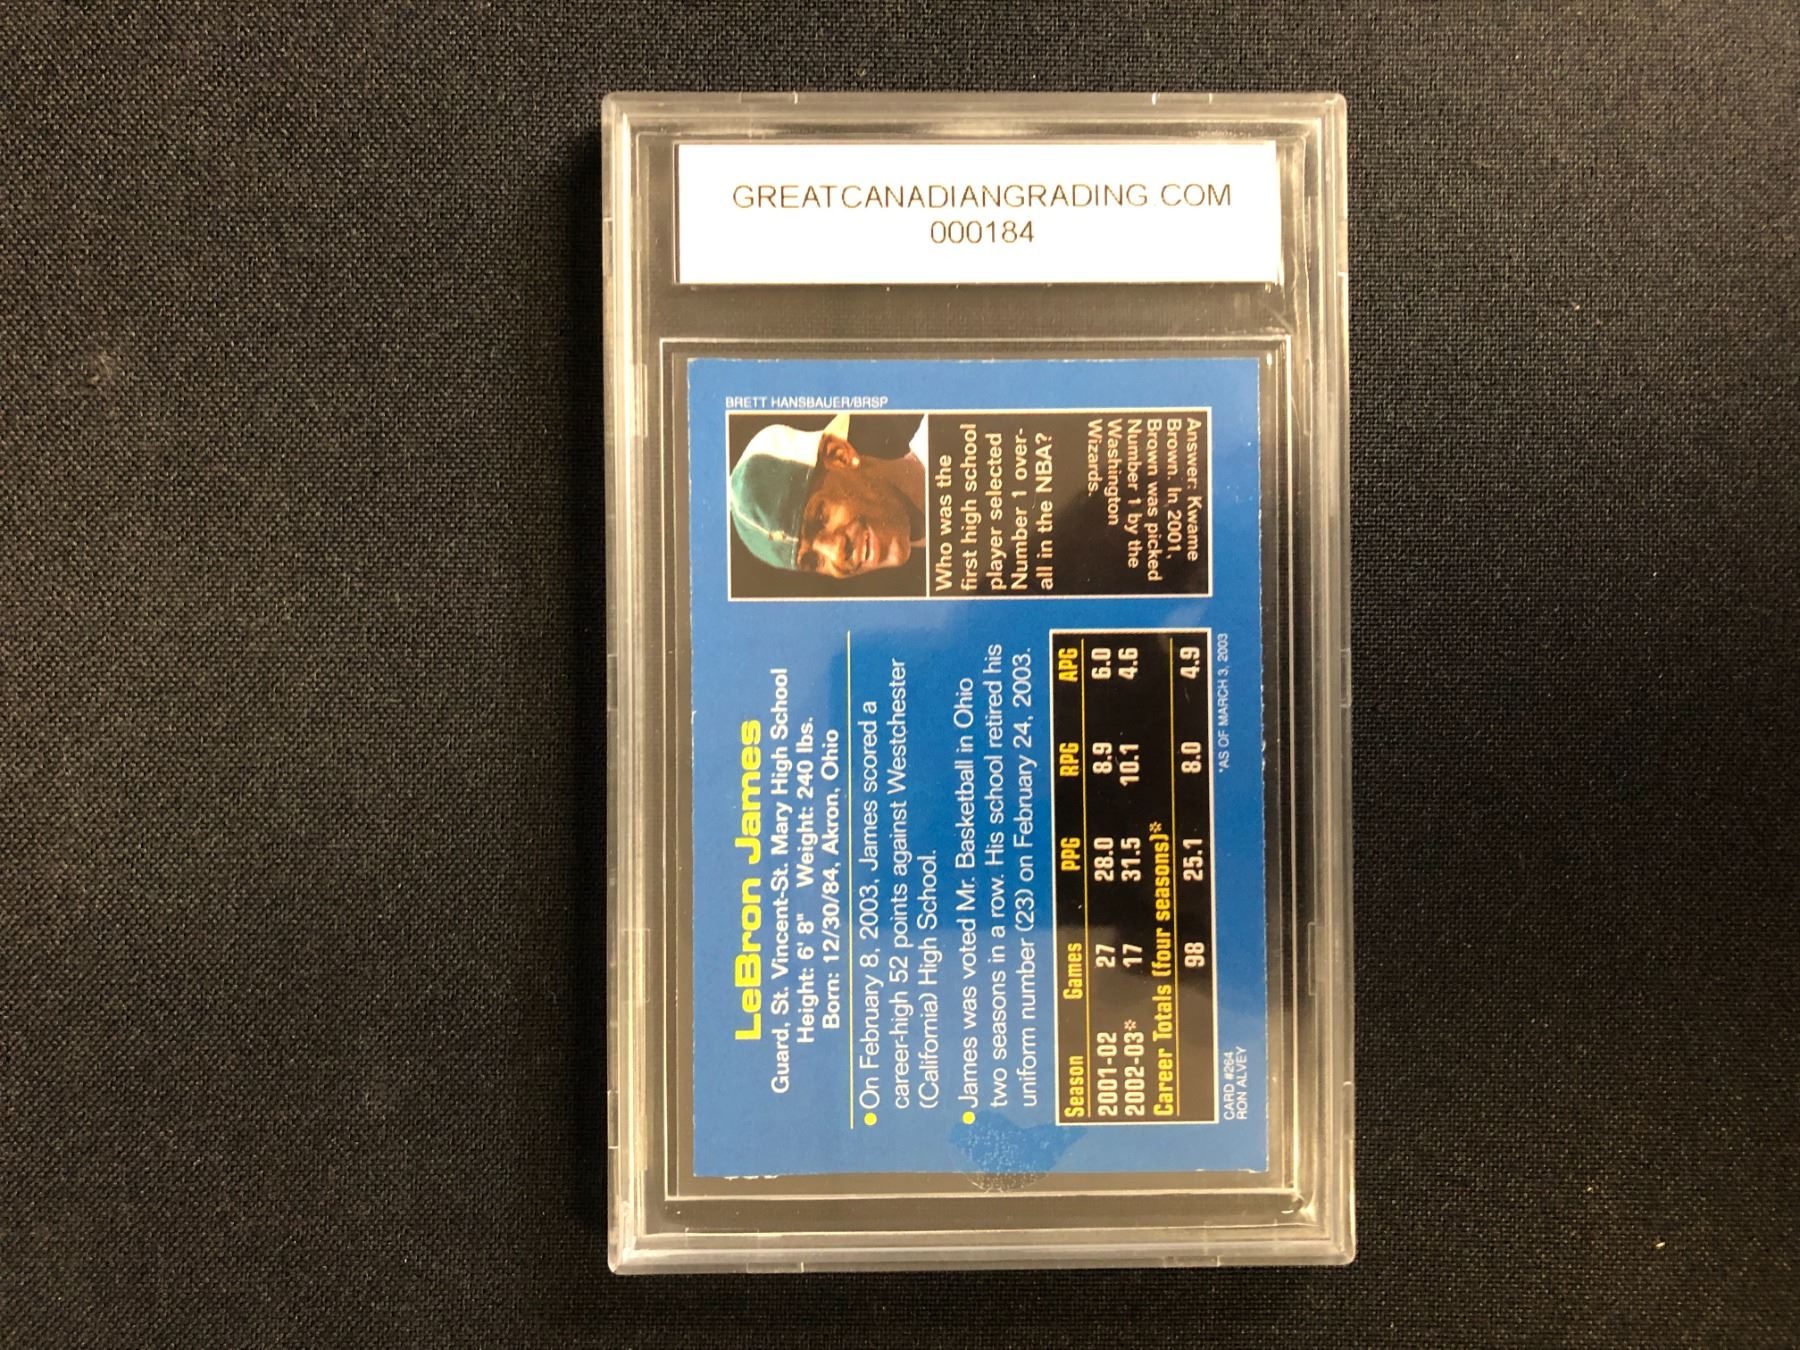 GREATCANADIANGRADING.COM
000184
LeBron James
Guard, St. Vincent-St. Mary High School
Height: 6' 8" Weight: 240 lbs.
Born: 12/30/84, Akron, Ohio
• On February 8, 2003, James scored a
career-high 52 points against Westchester
(California) High School.
• James was voted Mr. Basketball in Ohio
two seasons in a row. His school retired his
uniform number (23) on February 24, 2003.
Season Games PPG RPG APG
2001-02 27 28.0 8.9 6.0
2002-03* 17 31.5 10.1 4.6
Career Totals (four seasons)*
98 25.1 8.0 4.9
*AS OF MARCH 3, 2003
CARD #264
RON ALVEY
BRETT HANSBAUER/BRSP
Who was the
first high school
player selected
Number 1 over-
all in the NBA?
Answer: Kwame
Brown. In 2001,
Brown was picked
Number 1 by the
Washington
Wizards.